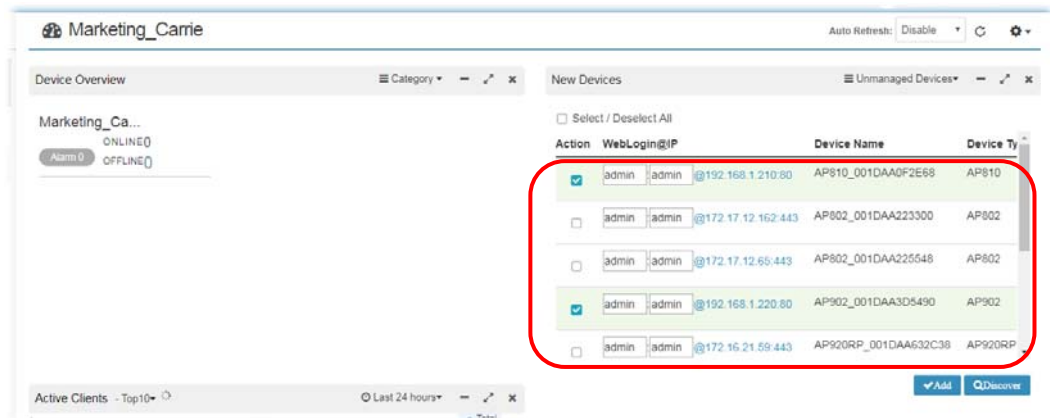 Marketing_Carrie
Auto Refresh: Disable
Device Overview
Category
Marketing_Ca...
ONLINE()
Alarm 0
OFFLINE()
New Devices
Unmanaged Devices
Select / Deselect All
Action WebLogin@IP Device Name Device Ty
admin : admin @192.168.1.210:80 AP810_001DAA0F2E68 AP810
admin : admin @172.17.12.162:443 AP802_001DAA223300 AP802
admin : admin @172.17.12.65:443 AP802_001DAA225548 AP802
admin : admin @192.168.1.220:80 AP902_001DAA3D5490 AP902
admin : admin @172.16.21.59:443 AP920RP_001DAA632C38 AP920RP
Add Discover
Active Clients - Top10
Last 24 hours
Total